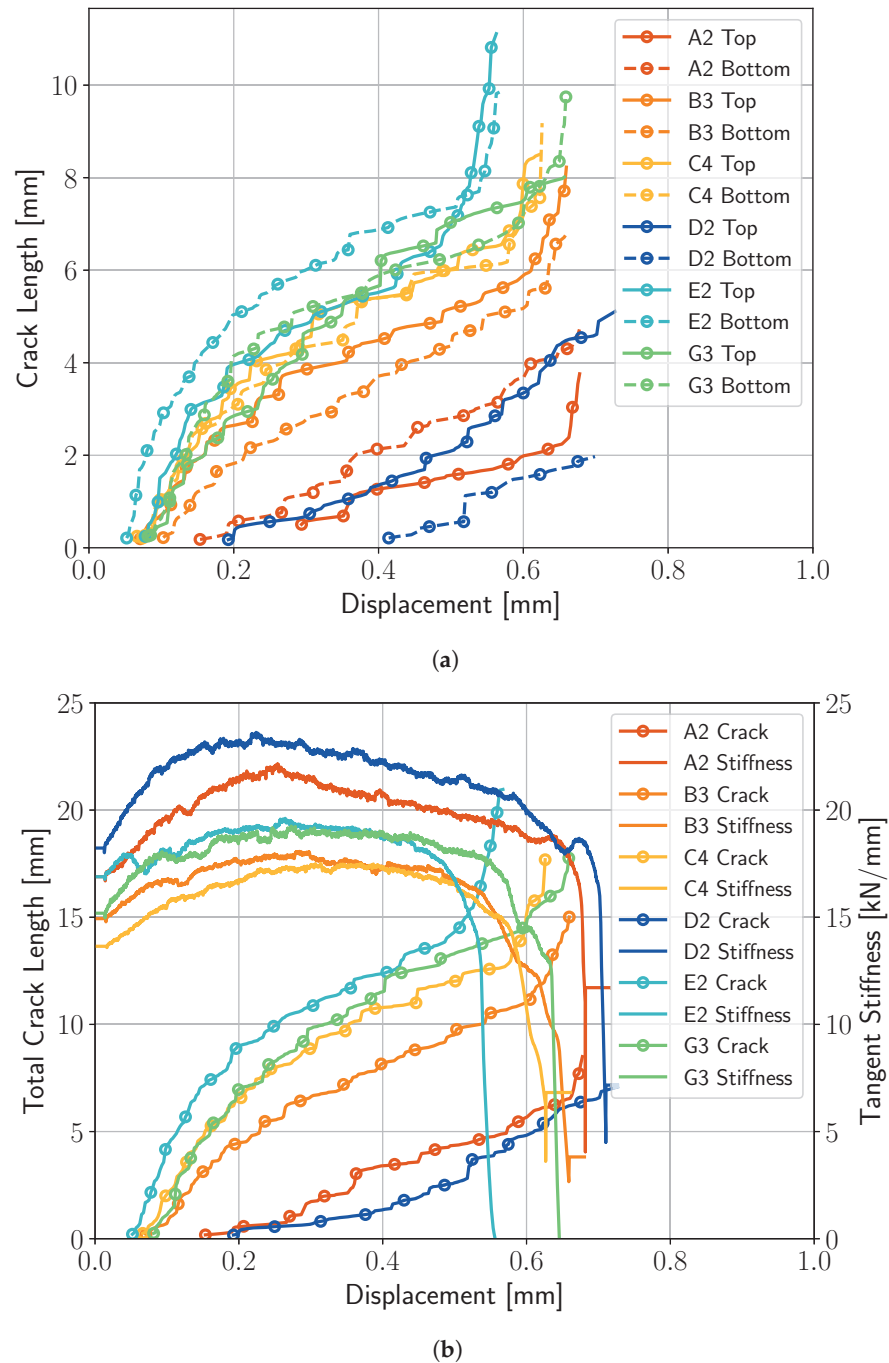 10
8
6
4
2
0
Crack Length [mm]
0.0 0.2 0.4 0.6 0.8 1.0
Displacement [mm]
A2 Top
A2 Bottom
B3 Top
B3 Bottom
C4 Top
C4 Bottom
D2 Top
D2 Bottom
E2 Top
E2 Bottom
G3 Top
G3 Bottom
(a)
25
20
15
10
5
0
Total Crack Length [mm]
0.0 0.2 0.4 0.6 0.8 1.0
Displacement [mm]
A2 Crack
A2 Stiffness
B3 Crack
B3 Stiffness
C4 Crack
C4 Stiffness
D2 Crack
D2 Stiffness
E2 Crack
E2 Stiffness
G3 Crack
G3 Stiffness
25
20
15
10
5
0
Tangent Stiffness [kN/mm]
(b)